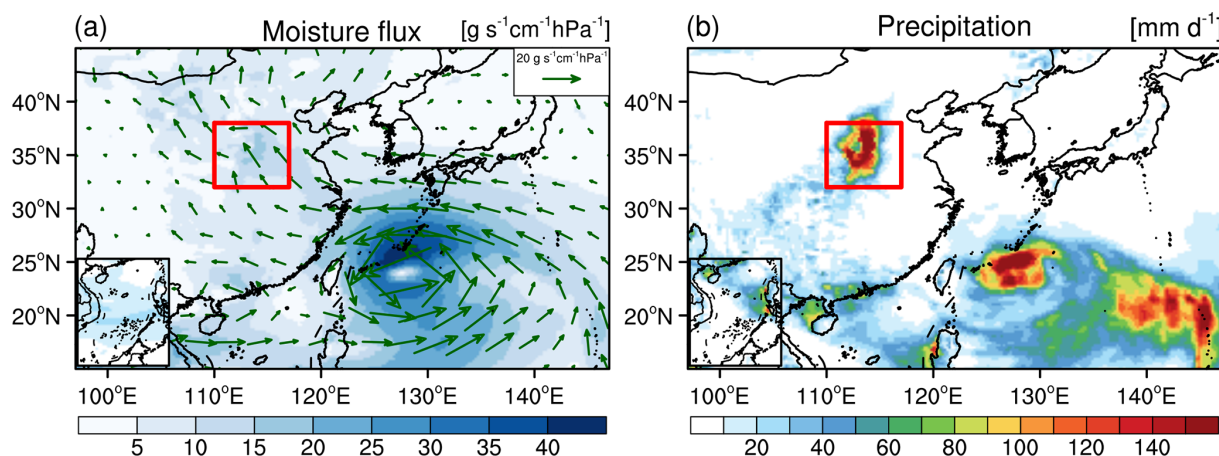 (a) Moisture flux [g s⁻¹cm⁻¹hPa⁻¹]
20 g s⁻¹cm⁻¹hPa⁻¹
40°N
35°N
30°N
25°N
20°N
100°E 110°E 120°E 130°E 140°E
5 10 15 20 25 30 35 40
(b) Precipitation [mm d⁻¹]
40°N
35°N
30°N
25°N
20°N
100°E 110°E 120°E 130°E 140°E
20 40 60 80 100 120 140